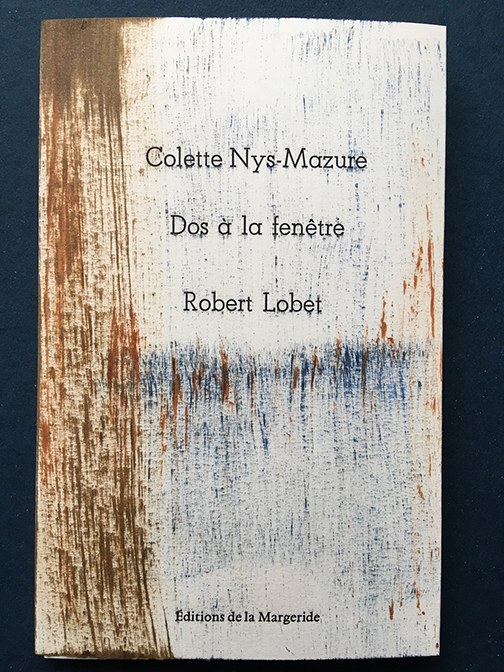 Colette Nys-Mazure
Dos à la fenêtre
Robert Lobet
Éditions de la Margeride